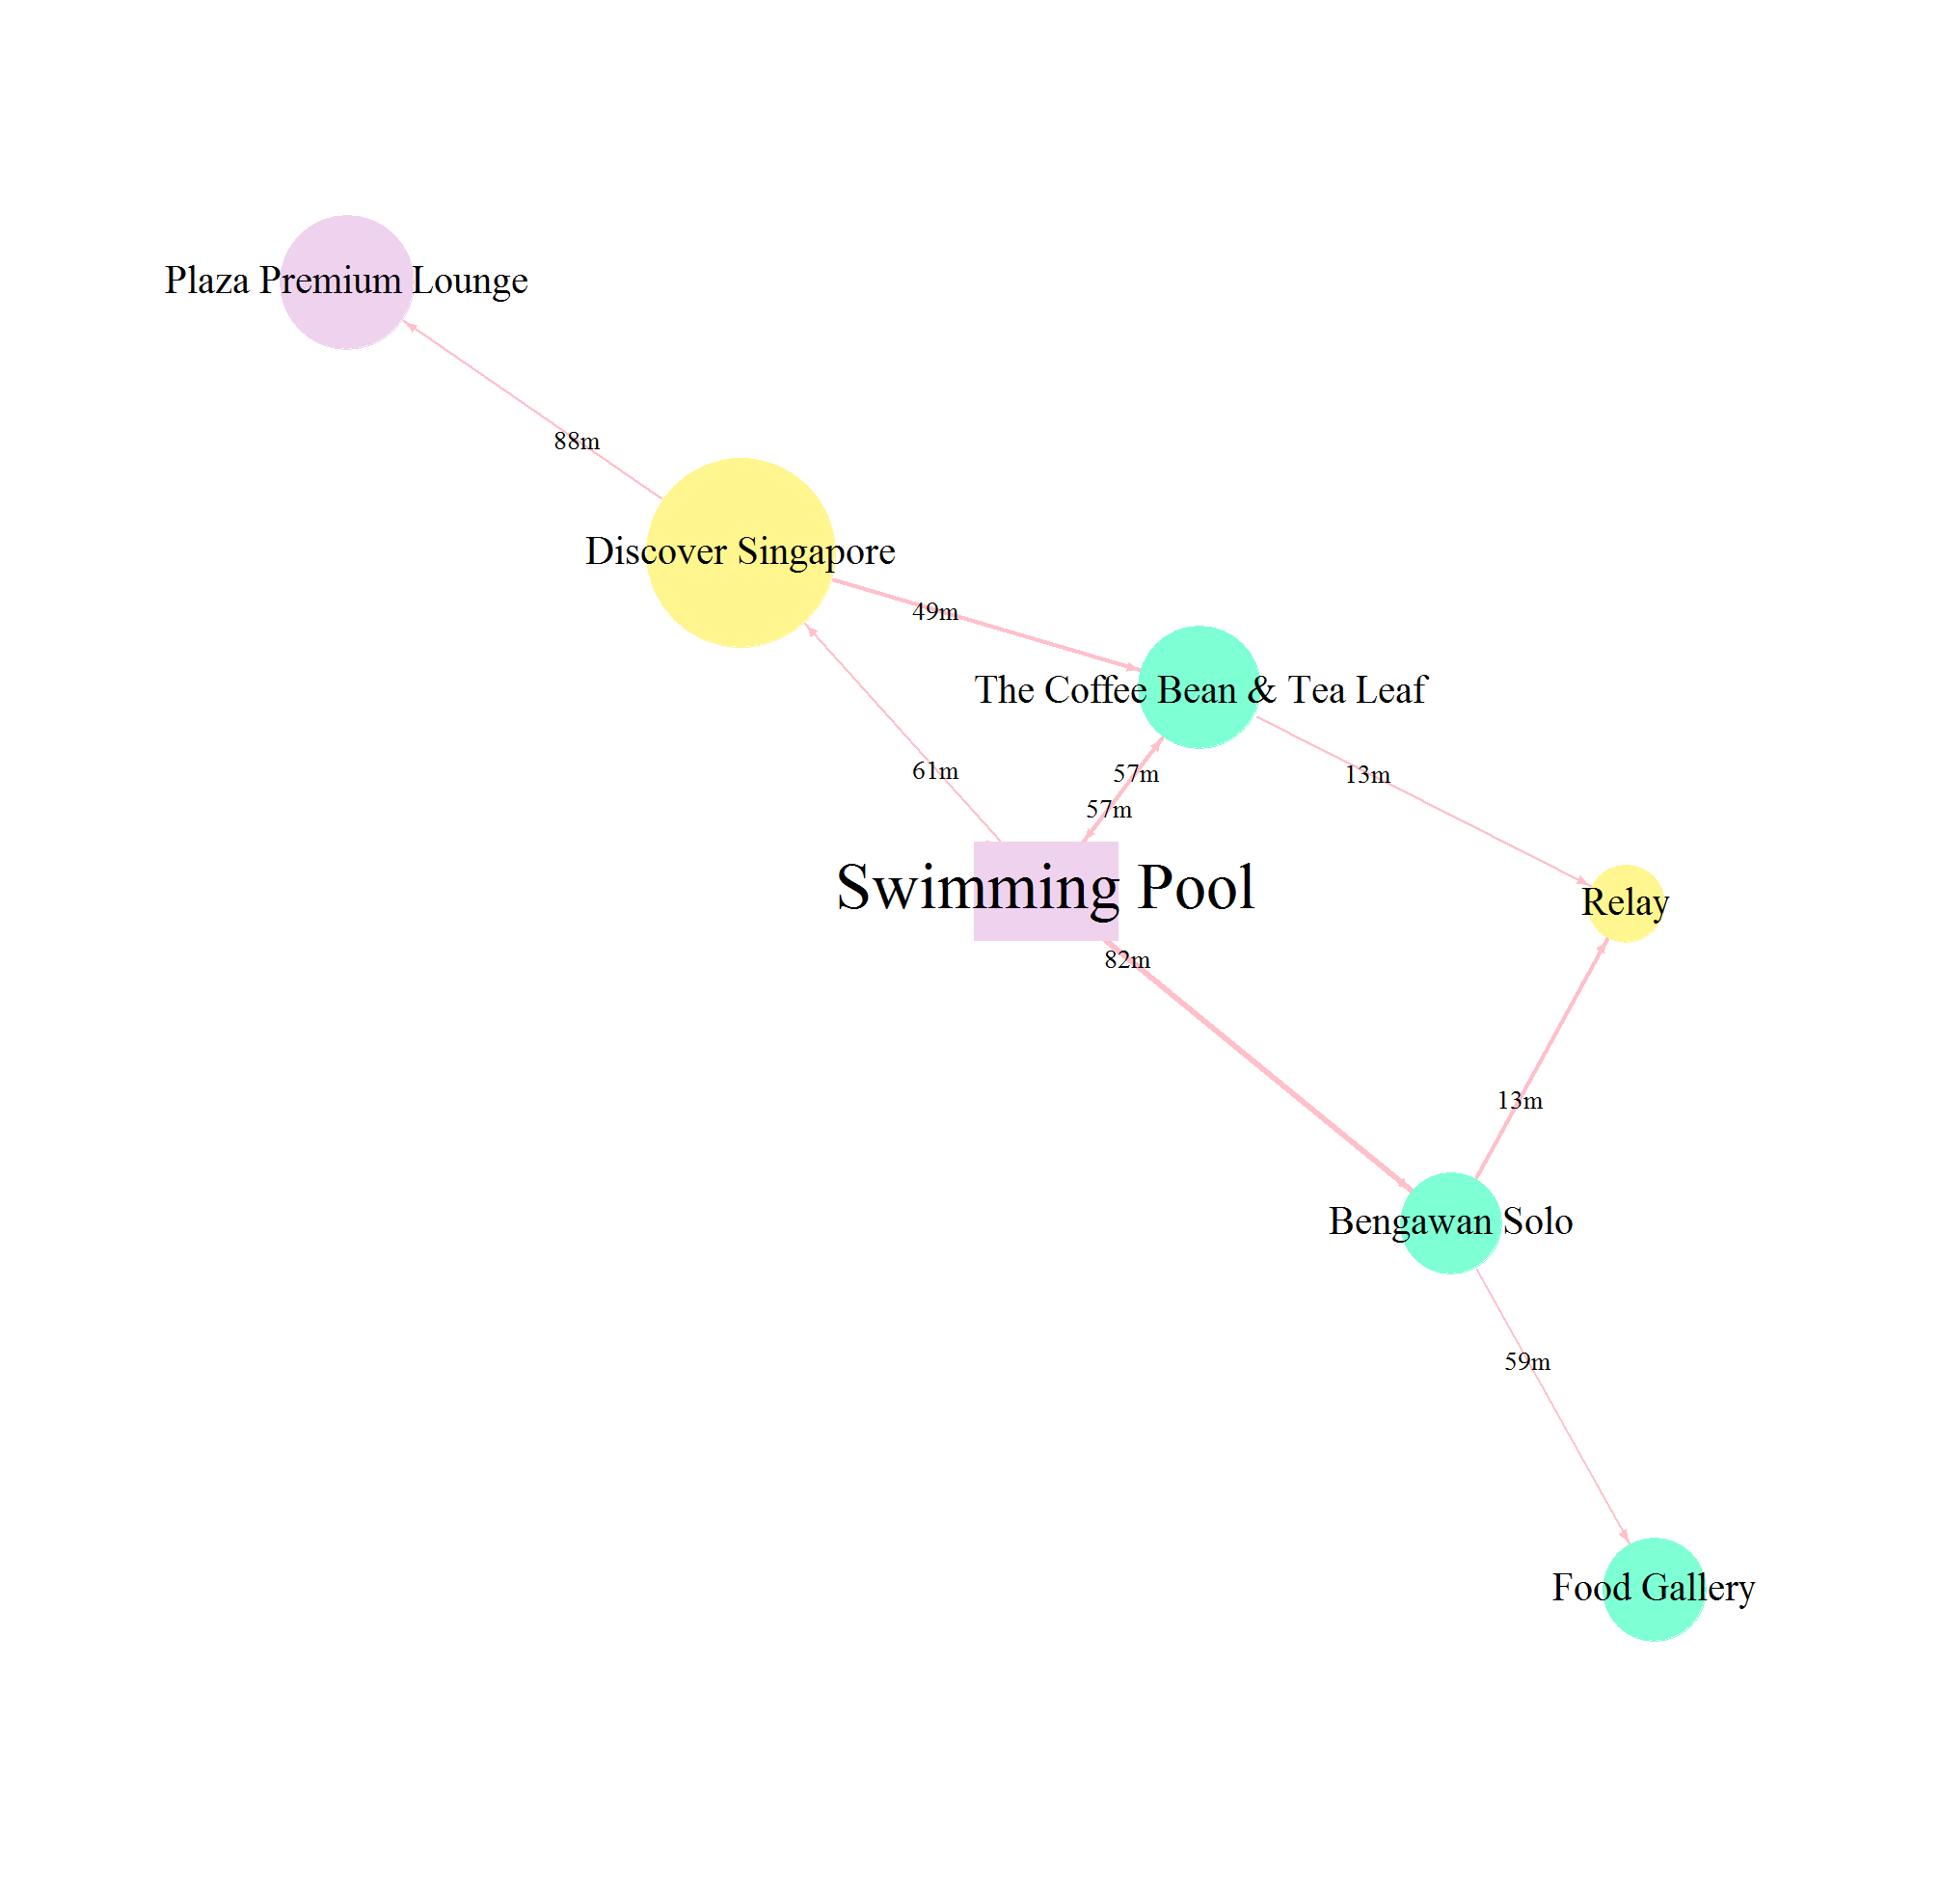 Plaza Premium Lounge
88m
Discover Singapore
49m
The Coffee Bean & Tea Leaf
61m
57m
13m
57m
Swimming Pool
Relay
82m
13m
Bengawan Solo
59m
Food Gallery